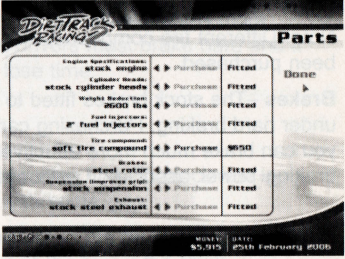 DIRT TRACK RACING 2
Parts
Engine Specifications:
stock engine Purchase Fitted
Cylinder Heads:
stock cylinder heads Purchase Fitted
Done
Weight Reduction:
2600 lbs Purchase Fitted
Fuel Injectors:
2" fuel injectors Purchase Fitted
Tire compound:
soft tire compound Purchase $650
Brakes:
steel rotor Purchase Fitted
Suspension (improves grip):
stock suspension Purchase Fitted
Exhaust:
stock steel exhaust Purchase Fitted
MONEY: DATE:
$5,915 25th February 2006